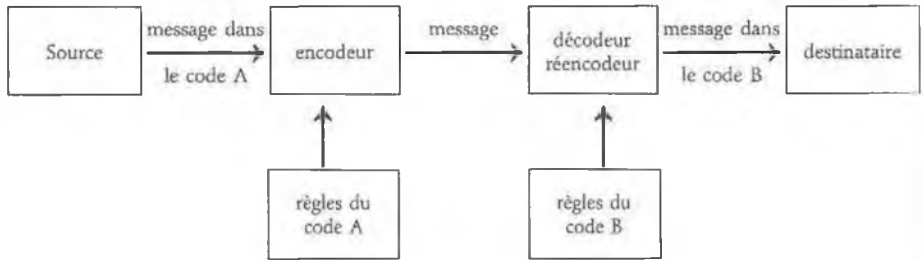 Source
message dans
le code A
encodeur
message
décodeur
réencodeur
message dans
le code B
destinataire
règles du
code A
règles du
code B